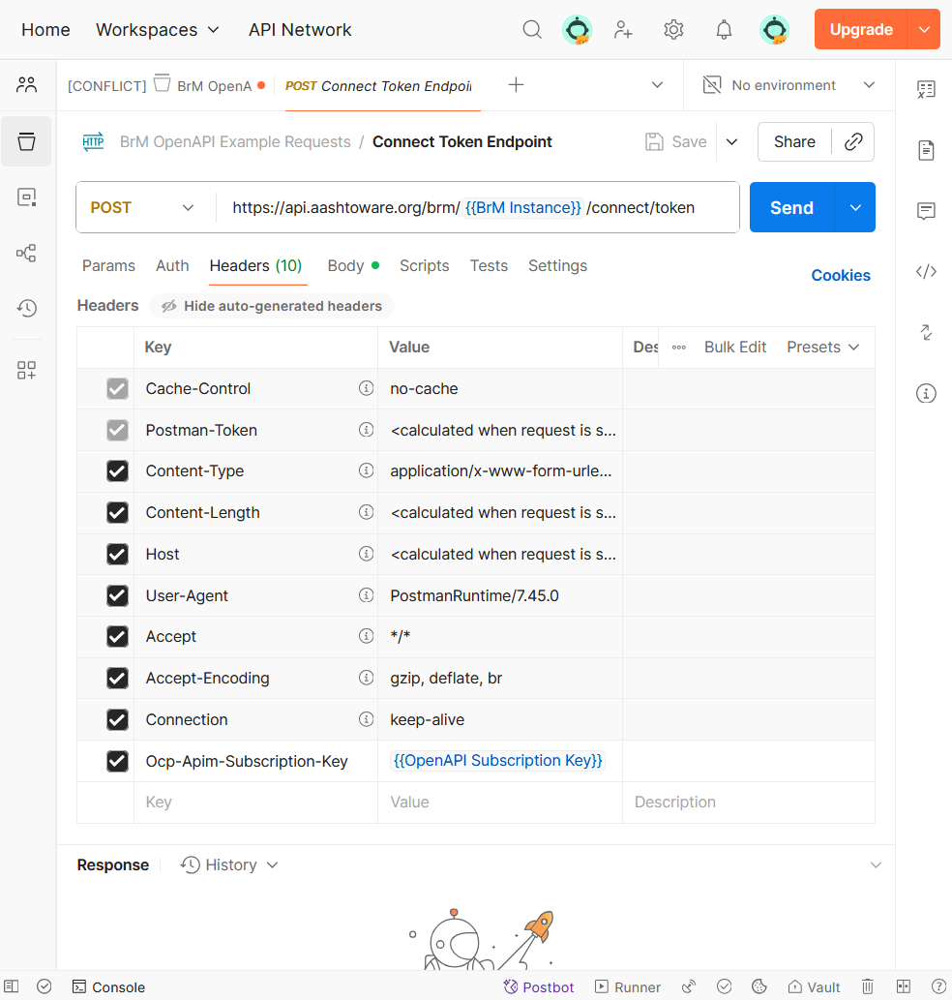 Home Workspaces API Network Upgrade
[CONFLICT] BrM OpenA POST Connect Token Endpoi No environment
HTTP BrM OpenAPI Example Requests / Connect Token Endpoint Save Share
POST https://api.aashtoware.org/brm/ {{BrM Instance}} /connect/token Send
Params Auth Headers (10) Body Scripts Tests Settings
Cookies
Headers Hide auto-generated headers
Key Value Des Bulk Edit Presets
Cache-Control no-cache
Postman-Token <calculated when request is s...
Content-Type application/x-www-form-urle...
Content-Length <calculated when request is s...
Host <calculated when request is s...
User-Agent PostmanRuntime/7.45.0
Accept */*
Accept-Encoding gzip, deflate, br
Connection keep-alive
Ocp-Apim-Subscription-Key {{OpenAPI Subscription Key}}
Key Value Description
Response History
Console Postbot Runner Vault